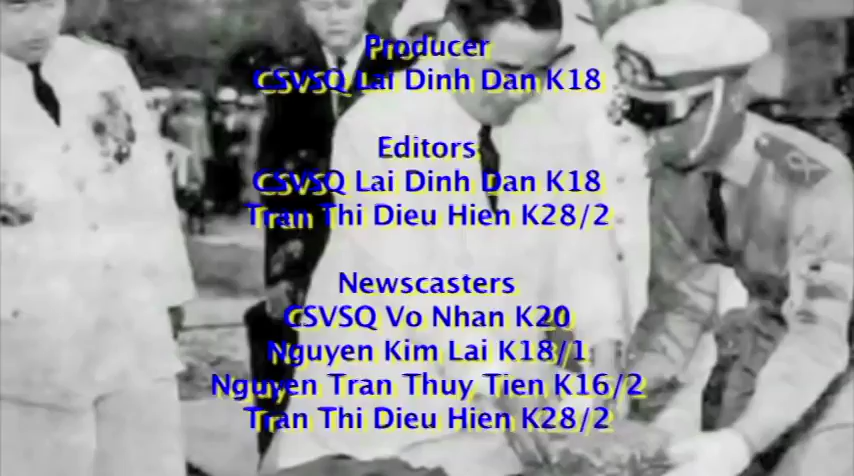 Producer
CSVSQ Lai Dinh Dan K18
Editors
CSVSQ Lai Dinh Dan K18
Tran Thi Dieu Hien K28/2
Newscasters
CSVSQ Vo Nhan K20
Nguyen Kim Lai K18/1
Nguyen Tran Thuy Tien K16/2
Tran Thi Dieu Hien K28/2